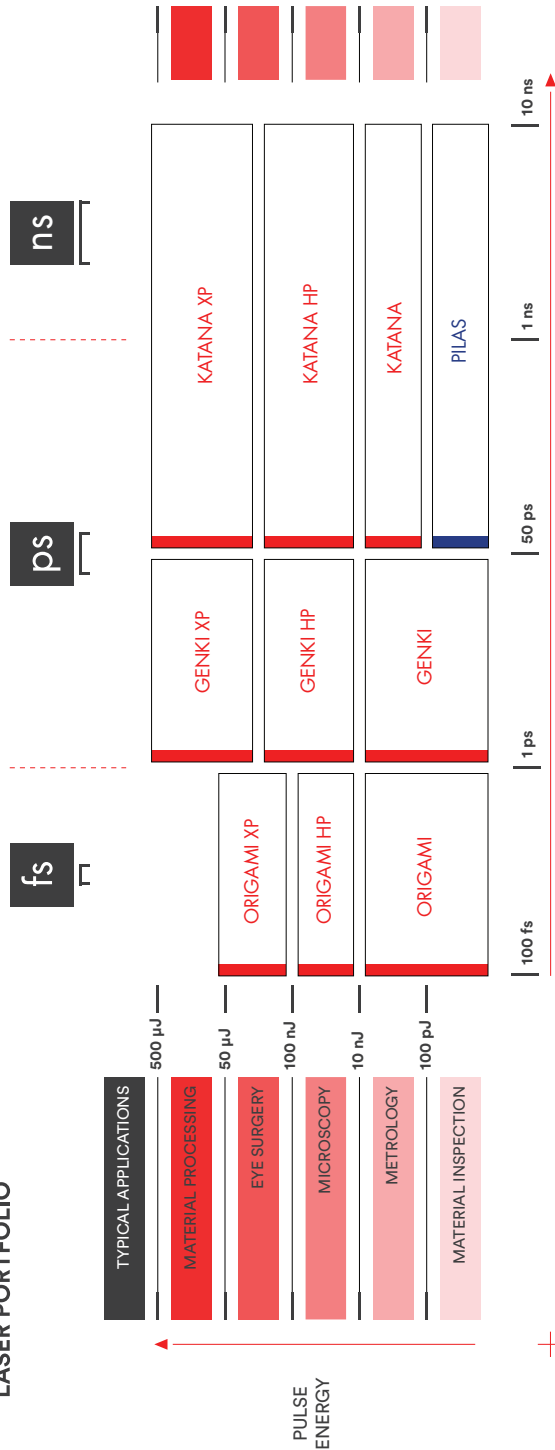 LASER PORTFOLIO
fs
ps
ns
TYPICAL APPLICATIONS
500 µJ
MATERIAL PROCESSING
GENKI XP
KATANA XP
50 µJ
EYE SURGERY
ORIGAMI XP
100 nJ
MICROSCOPY
ORIGAMI HP
GENKI HP
KATANA HP
10 nJ
METROLOGY
ORIGAMI
GENKI
KATANA
100 pJ
MATERIAL INSPECTION
PILAS
PULSE
ENERGY
100 fs
1 ps
50 ps
1 ns
10 ns